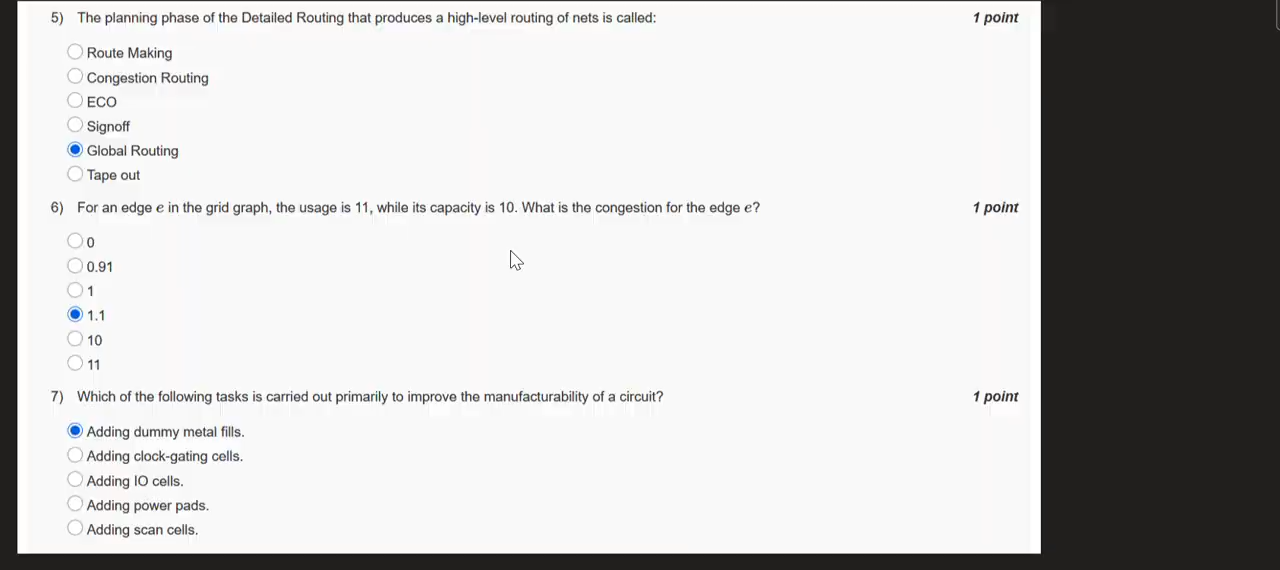 5) The planning phase of the Detailed Routing that produces a high-level routing of nets is called: 1 point
Route Making
Congestion Routing
ECO
Signoff
Global Routing
Tape out
6) For an edge e in the grid graph, the usage is 11, while its capacity is 10. What is the congestion for the edge e? 1 point
0
0.91
1
1.1
10
11
7) Which of the following tasks is carried out primarily to improve the manufacturability of a circuit? 1 point
Adding dummy metal fills.
Adding clock-gating cells.
Adding IO cells.
Adding power pads.
Adding scan cells.